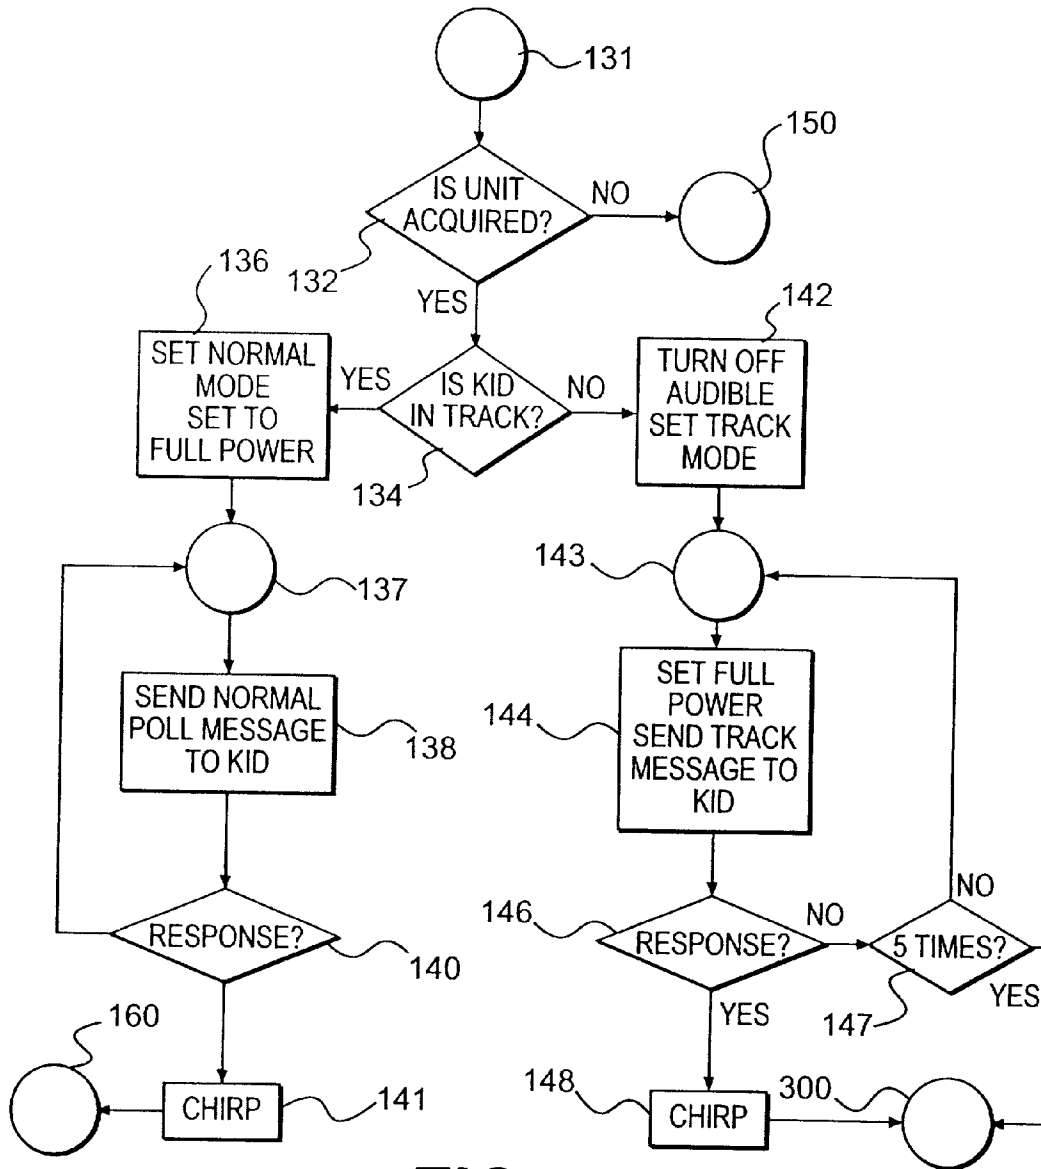 131
150
IS UNIT
ACQUIRED?
NO
132
YES
136
142
SET NORMAL
MODE
SET TO
FULL POWER
YES
IS KID
IN TRACK?
NO
TURN OFF
AUDIBLE
SET TRACK
MODE
134
137
143
SEND NORMAL
POLL MESSAGE
TO KID
138
144
SET FULL
POWER
SEND TRACK
MESSAGE TO
KID
RESPONSE?
140
146
RESPONSE?
NO
5 TIMES?
NO
YES
147
YES
160
CHIRP
141
148
CHIRP
300